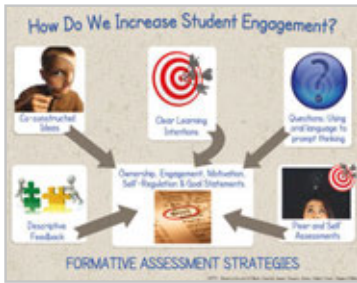 How Do We Increase Student Engagement?
Co-constructed
Ideas
Clear Learning
Intentions
Questions: Using
oral language to
prompt thinking
Ownership, Engagement, Motivation,
Self-Regulation & Goal Statements.
Descriptive
Feedback
Peer and Self
Assessments
FORMATIVE ASSESSMENT STRATEGIES